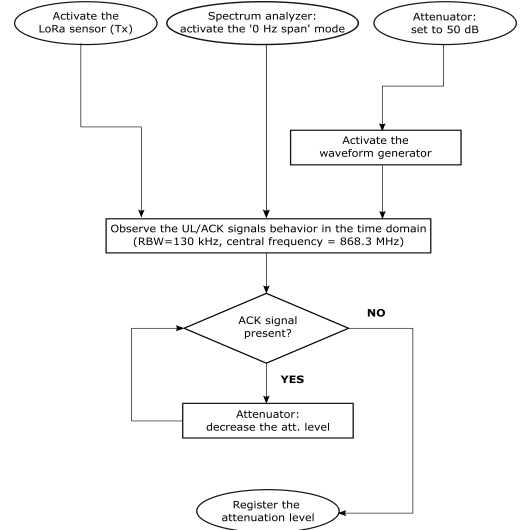 Activate the
LoRa sensor (Tx)
Spectrum analyzer:
activate the '0 Hz span' mode
Attenuator:
set to 50 dB
Activate the
waveform generator
Observe the UL/ACK signals behavior in the time domain
(RBW=130 kHz, central frequency = 868.3 MHz)
ACK signal
present?
NO
YES
Attenuator:
decrease the att. level
Register the
attenuation level